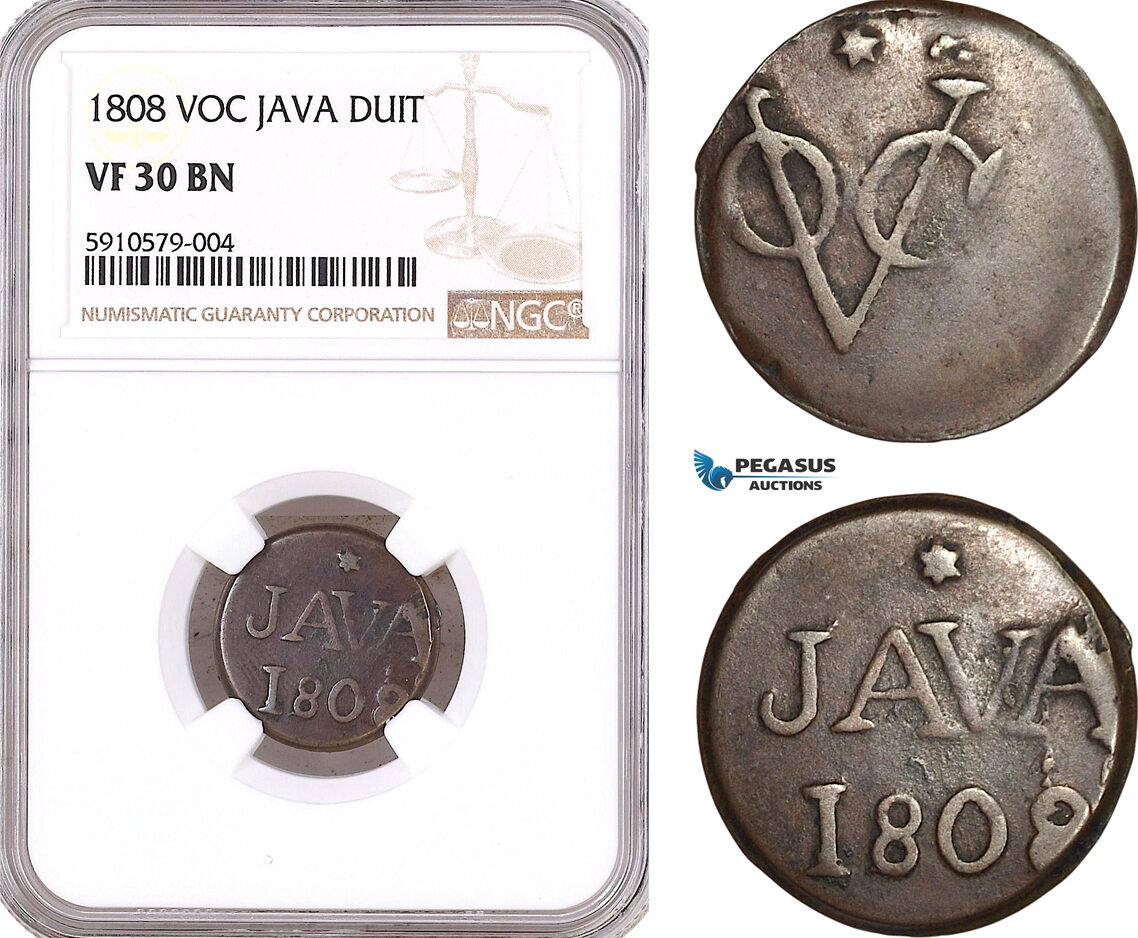 1808 VOC JAVA DUIT
VF 30 BN
5910579-004
NUMISMATIC GUARANTY CORPORATION
NGC®
JAVA
1808
VOC
PEGASUS
AUCTIONS
JAVA
1808